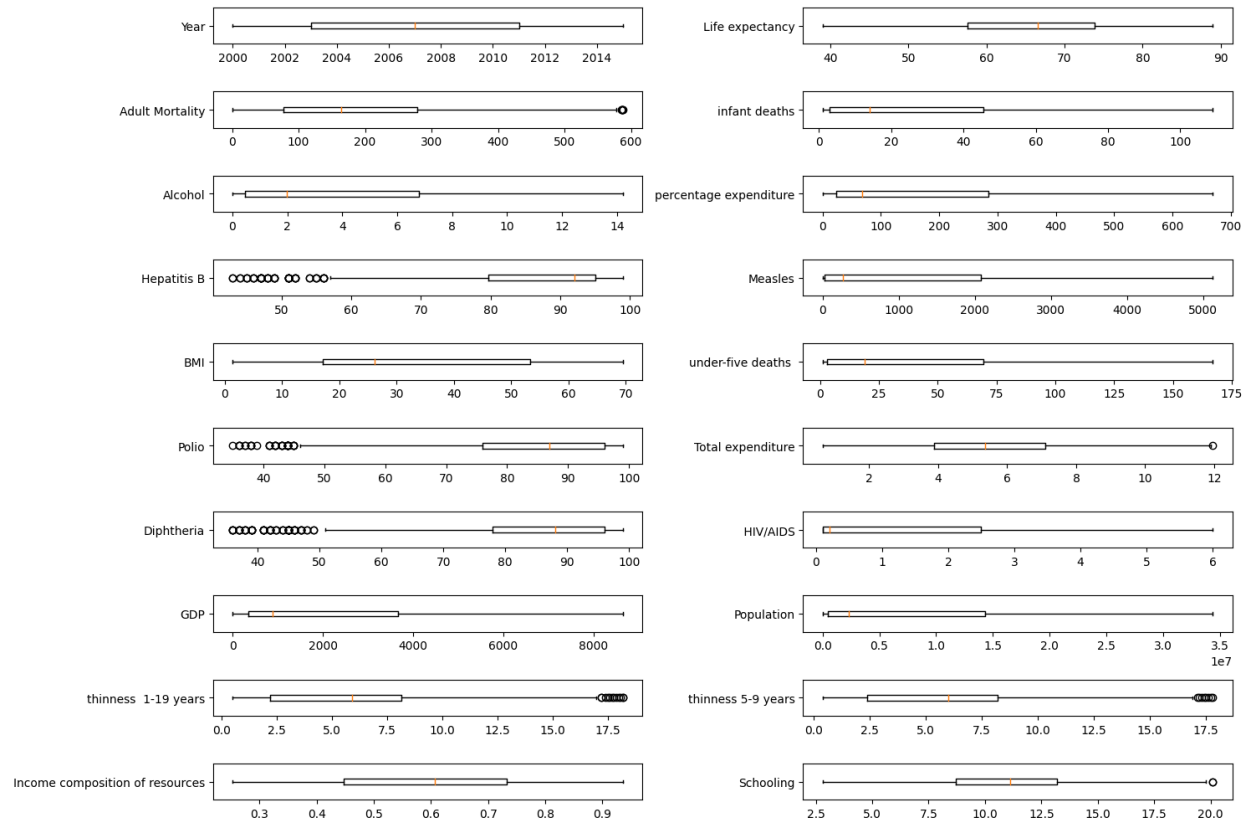 Year
2000 2002 2004 2006 2008 2010 2012 2014
Life expectancy
40 50 60 70 80 90
Adult Mortality
0 100 200 300 400 500 600
infant deaths
0 20 40 60 80 100
Alcohol
0 2 4 6 8 10 12 14
percentage expenditure
0 100 200 300 400 500 600 700
Hepatitis B
50 60 70 80 90 100
Measles
0 1000 2000 3000 4000 5000
BMI
0 10 20 30 40 50 60 70
under-five deaths
0 25 50 75 100 125 150 175
Polio
40 50 60 70 80 90 100
Total expenditure
2 4 6 8 10 12
Diphtheria
40 50 60 70 80 90 100
HIV/AIDS
0 1 2 3 4 5 6
GDP
0 2000 4000 6000 8000
Population
0.0 0.5 1.0 1.5 2.0 2.5 3.0 3.5
1e7
thinness  1-19 years
0.0 2.5 5.0 7.5 10.0 12.5 15.0 17.5
thinness 5-9 years
0.0 2.5 5.0 7.5 10.0 12.5 15.0 17.5
Income composition of resources
0.3 0.4 0.5 0.6 0.7 0.8 0.9
Schooling
2.5 5.0 7.5 10.0 12.5 15.0 17.5 20.0